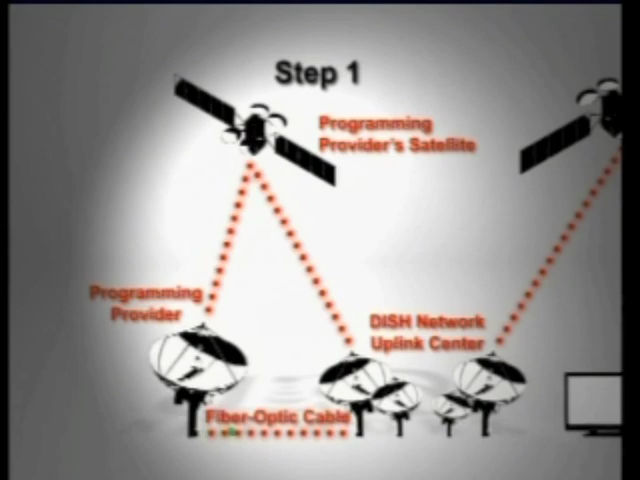 Step 1
Programming
Provider's Satellite
Programming
Provider
DISH Network
Uplink Center
Fiber-Optic Cable